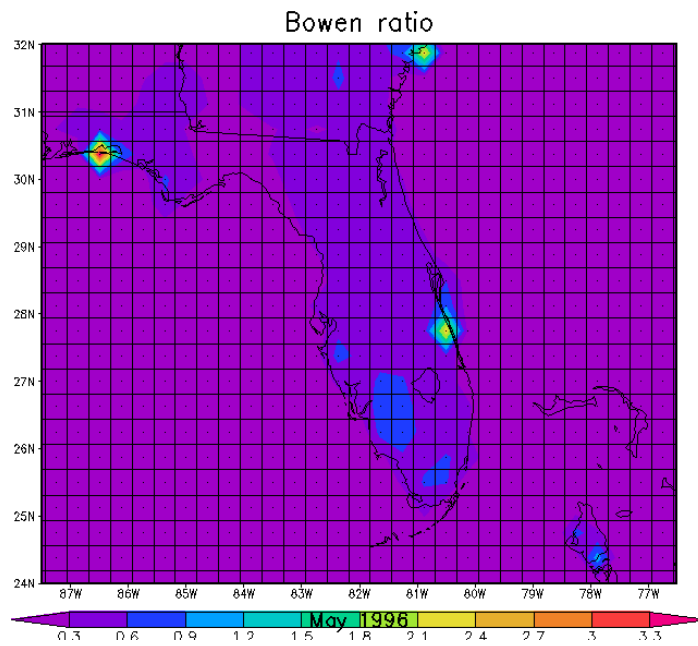 Bowen ratio
32N
31N
30N
29N
28N
27N
26N
25N
24N
87W 86W 85W 84W 83W 82W 81W 80W 79W 78W 77W
May 1996
0.3 0.6 0.9 1.2 1.5 1.8 2.1 2.4 2.7 3 3.3